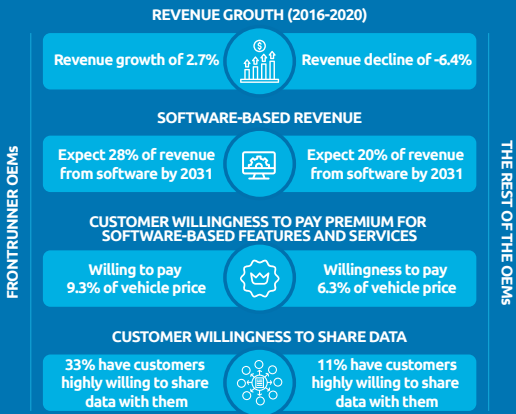 REVENUE GROUTH (2016-2020)
Revenue growth of 2.7%
Revenue decline of -6.4%
SOFTWARE-BASED REVENUE
Expect 28% of revenue
from software by 2031
Expect 20% of revenue
from software by 2031
FRONTRUNNER OEMs
THE REST OF THE OEMs
CUSTOMER WILLINGNESS TO PAY PREMIUM FOR
SOFTWARE-BASED FEATURES AND SERVICES
Willing to pay
9.3% of vehicle price
Willingness to pay
6.3% of vehicle price
CUSTOMER WILLINGNESS TO SHARE DATA
33% have customers
highly willing to share
data with them
11% have customers
highly willing to share
data with them